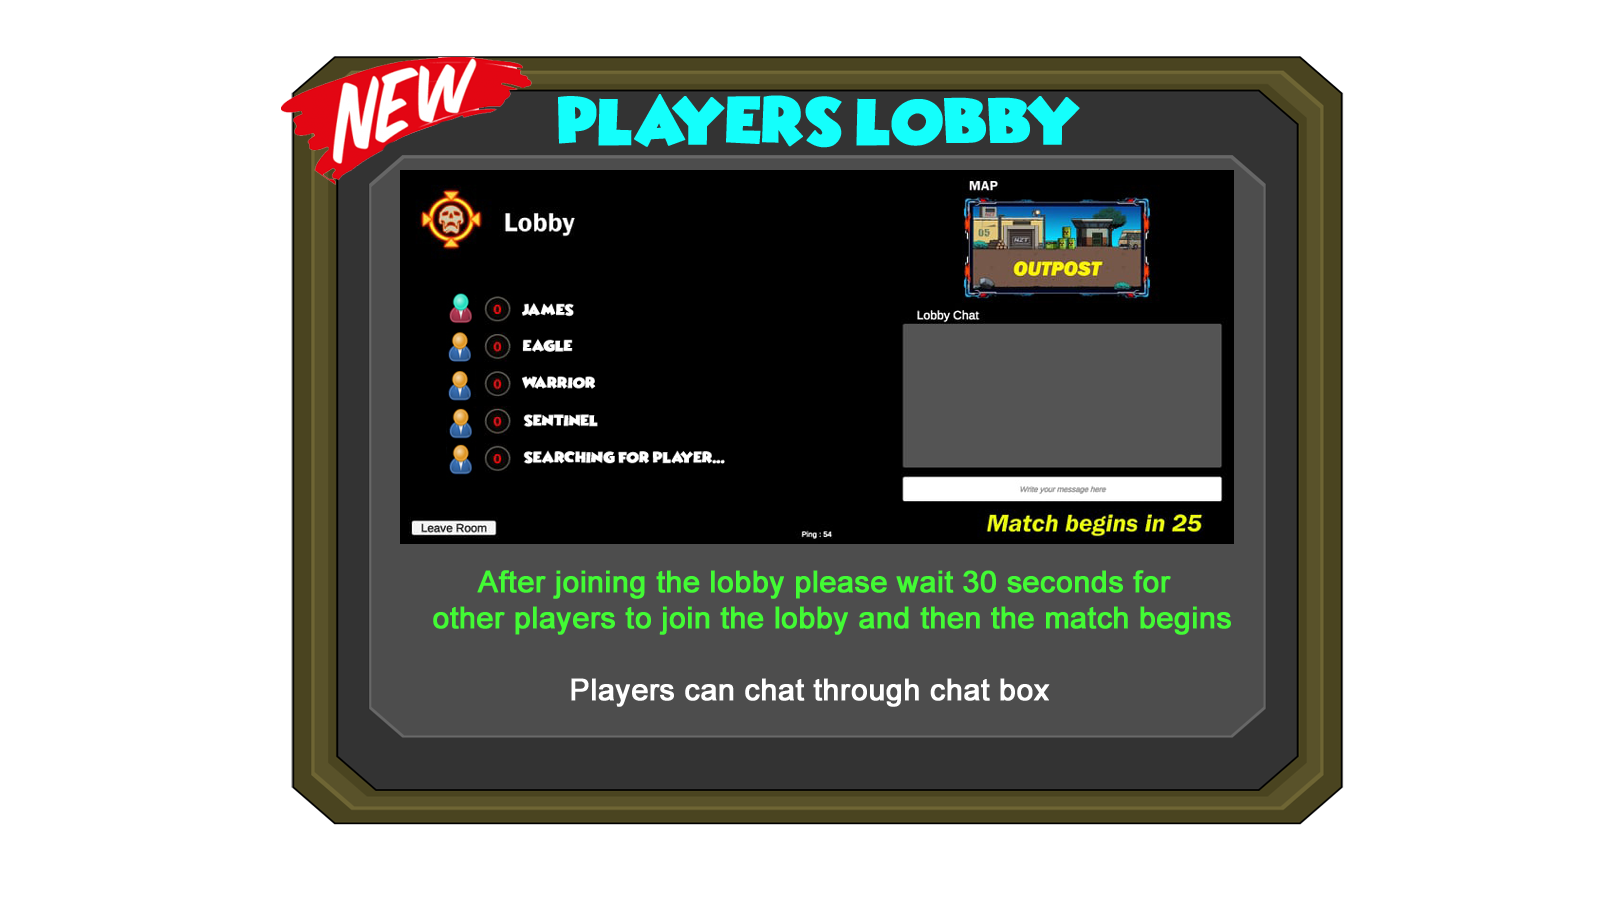 NEW
PLAYERS LOBBY
Lobby
MAP
05
NZT
OUTPOST
0 JAMES
0 EAGLE
0 WARRIOR
0 SENTINEL
0 SEARCHING FOR PLAYER...
Lobby Chat
Write your message here
Leave Room
Ping : 54
Match begins in 25
After joining the lobby please wait 30 seconds for
other players to join the lobby and then the match begins
Players can chat through chat box